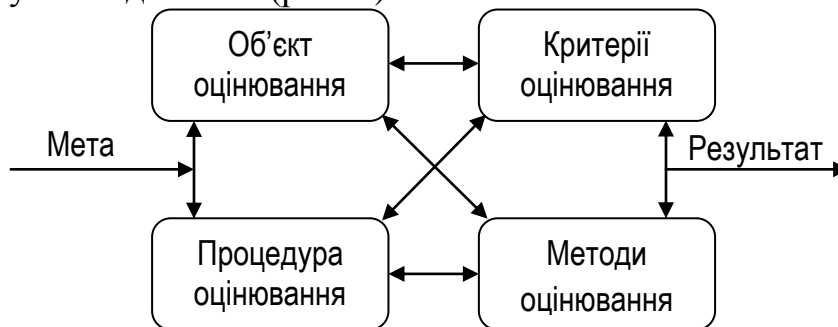 Об’єкт
оцінювання
Критерії
оцінювання
Мета
Результат
Процедура
оцінювання
Методи
оцінювання